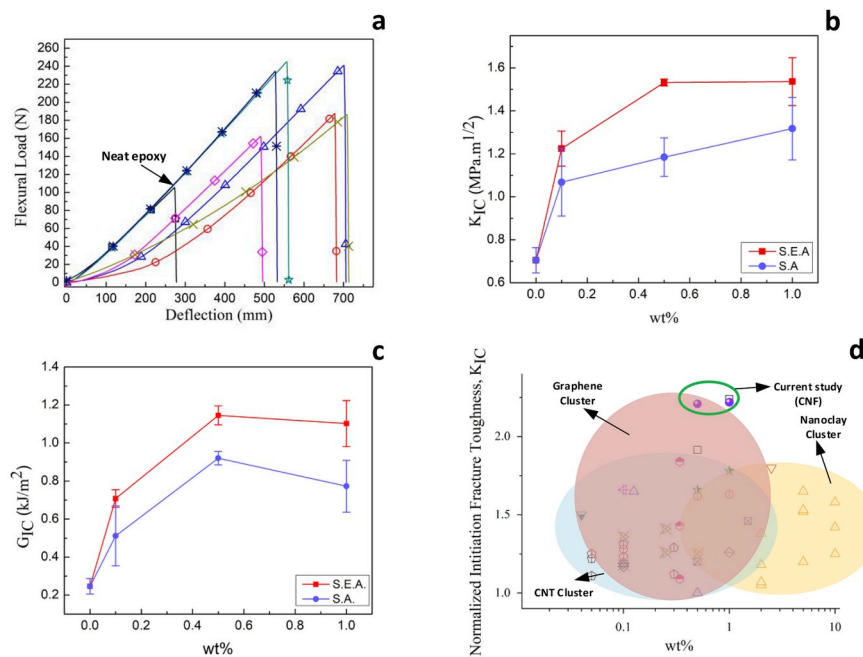 a
Flexural Load (N)
260
240
220
200
180
160
140
120
100
80
60
40
20
0
Neat epoxy
0 100 200 300 400 500 600 700
Deflection (mm)
b
K_IC (MPa.m^1/2)
1.6
1.4
1.2
1.0
0.8
0.6
S.E.A
S.A
0.0 0.2 0.4 0.6 0.8 1.0
wt%
c
G_IC (kJ/m^2)
1.4
1.2
1.0
0.8
0.6
0.4
0.2
S.E.A.
S.A.
0.0 0.2 0.4 0.6 0.8 1.0
wt%
d
Normalized Intitiation Fracture Toughness, K_IC
2.0
1.5
1.0
Graphene
Cluster
Current study
(CNF)
Nanoclay
Cluster
CNT Cluster
0.1 1 10
wt%